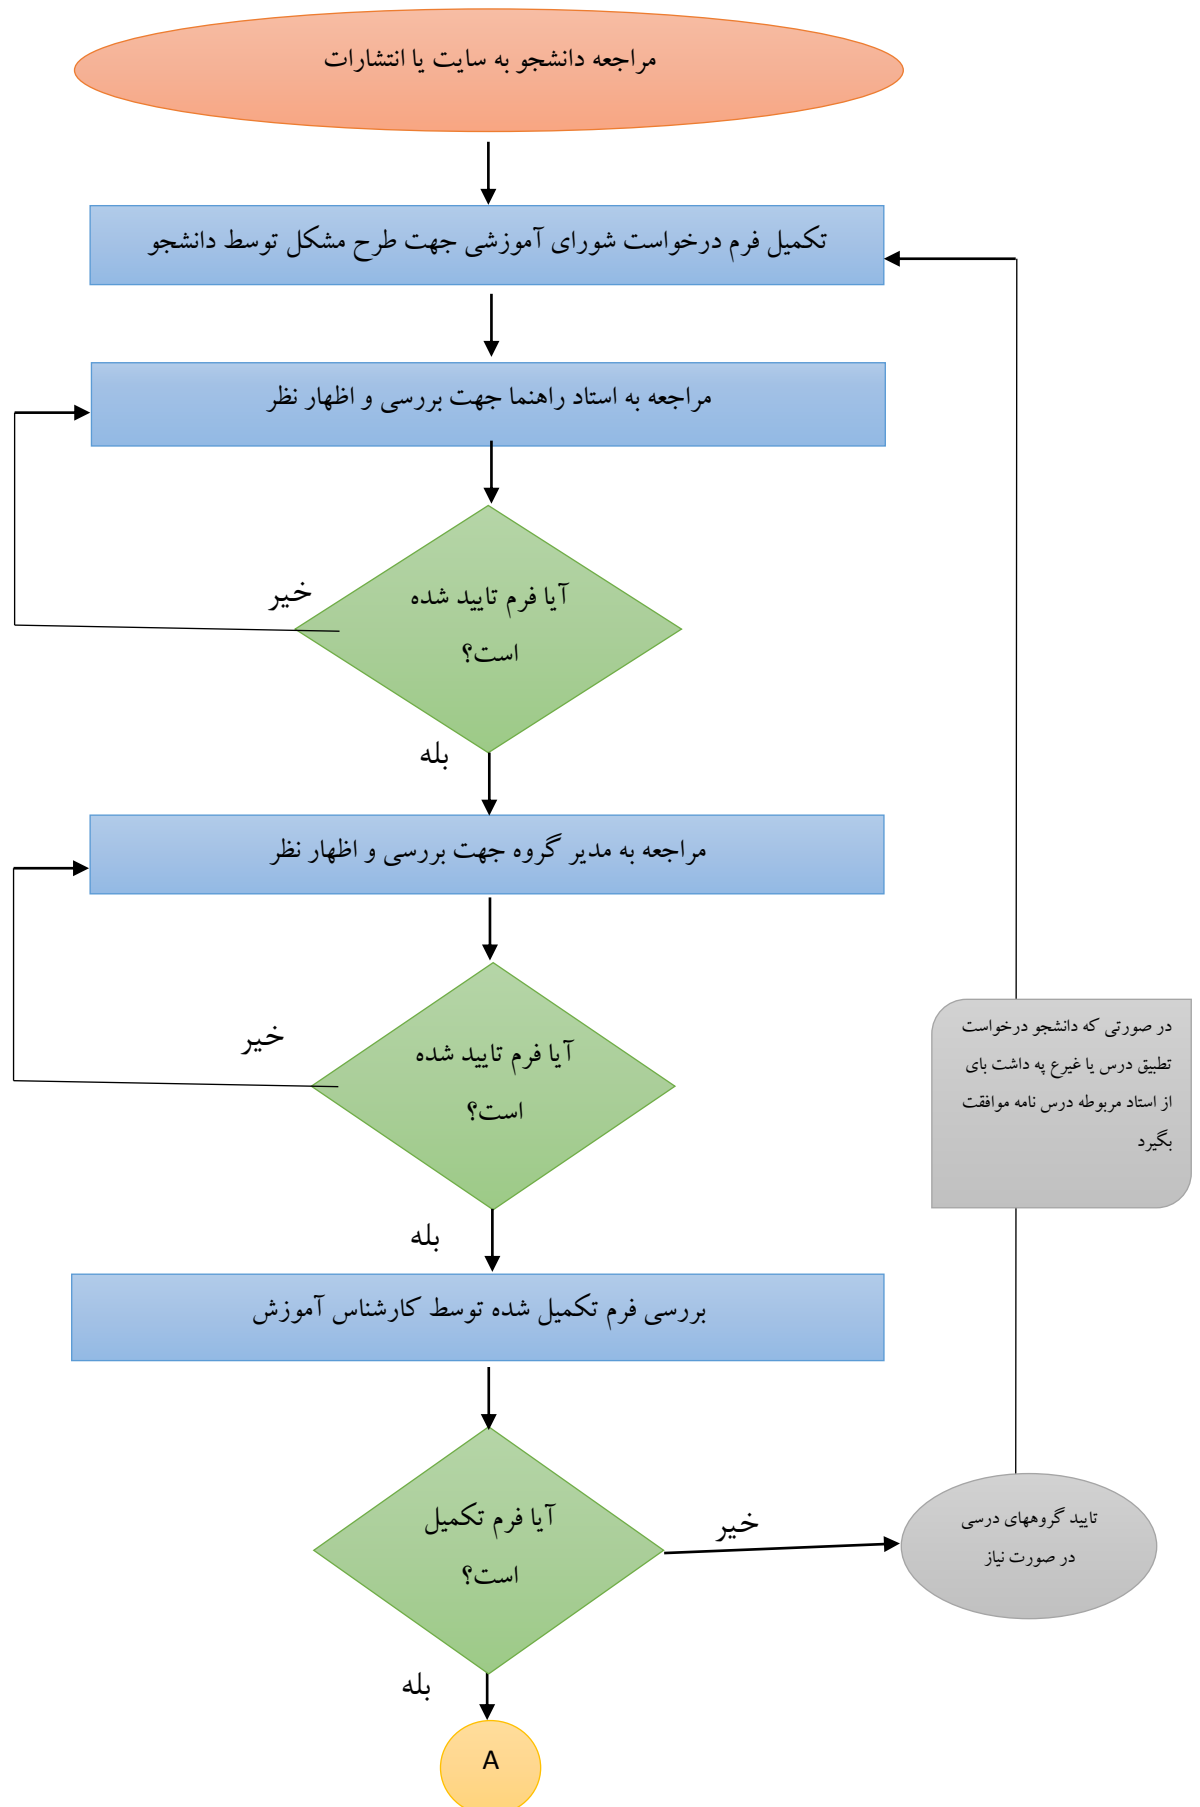 مراجعه دانشجو به سایت یا انتشارات
تکمیل فرم درخواست شورای آموزشی جهت طرح مشکل توسط دانشجو
مراجعه به استاد راهنما جهت بررسی و اظهار نظر
آیا فرم تایید شده
است؟
خیر
بله
مراجعه به مدیر گروه جهت بررسی و اظهار نظر
آیا فرم تایید شده
است؟
خیر
بله
در صورتی که دانشجو درخواست
تطبیق درس یا غیرع په داشت بای
از استاد مربوطه درس نامه موافقت
بگیرد
بررسی فرم تکمیل شده توسط کارشناس آموزش
آیا فرم تکمیل
است؟
خیر
تایید گروههای درسی
در صورت نیاز
بله
A